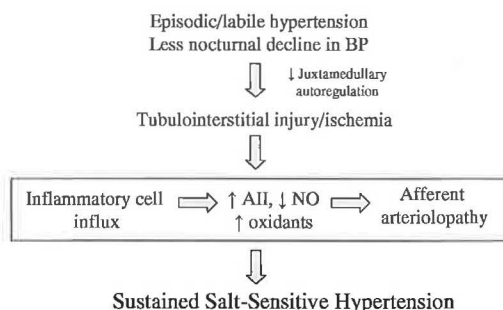 Episodic/labile hypertension
Less nocturnal decline in BP
↓ Juxtamedullary
autoregulation
Tubulointerstitial injury/ischemia
Inflammatory cell
influx
↑ AII, ↓ NO
↑ oxidants
Afferent
arteriolopathy
Sustained Salt-Sensitive Hypertension